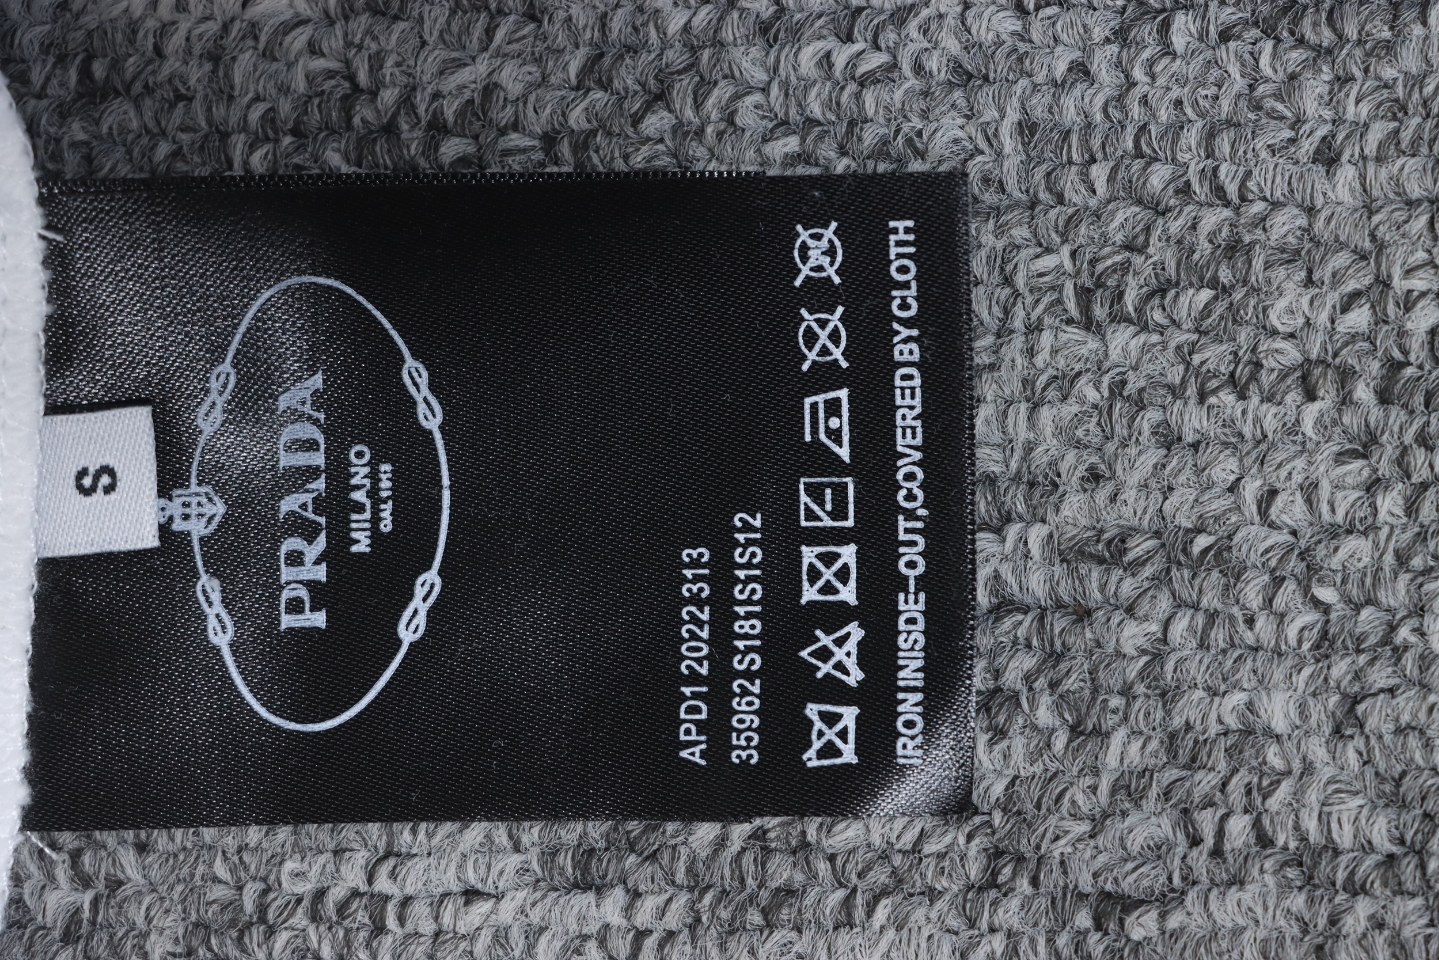 S
PRADA
MILANO
DAL 1913
APD1 2022 313
35962 S181S1S12
IRON INISDE-OUT,COVERED BY CLOTH